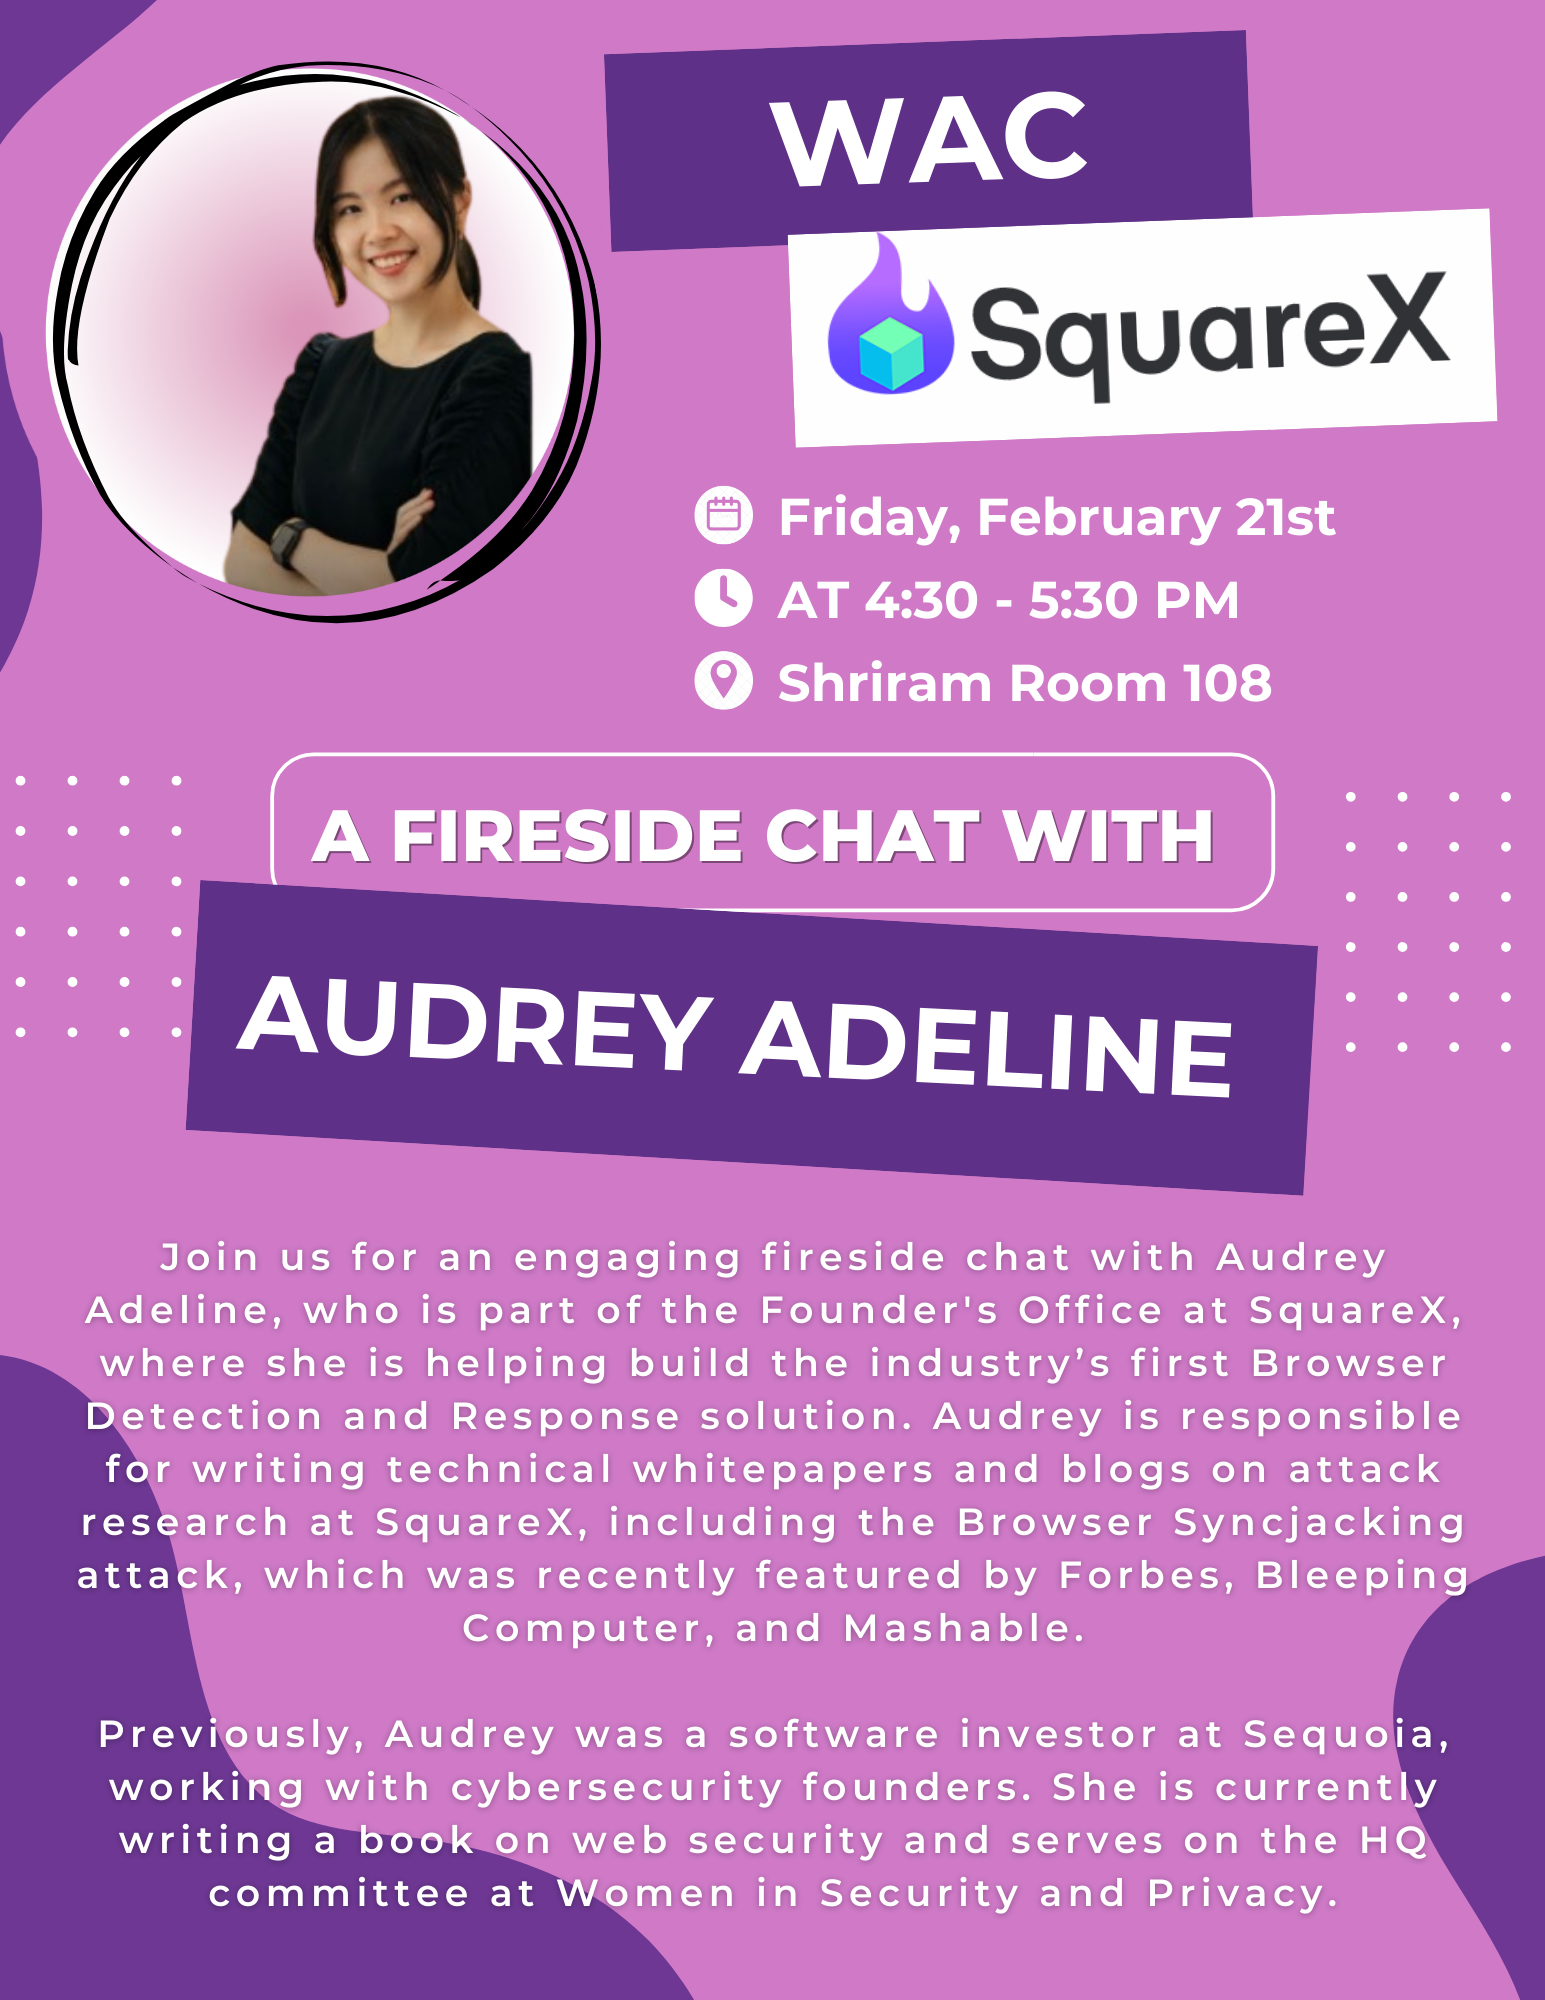 WAC
SquareX
Friday, February 21st
AT 4:30 - 5:30 PM
Shriram Room 108
A FIRESIDE CHAT WITH
AUDREY ADELINE
Join us for an engaging fireside chat with Audrey
Adeline, who is part of the Founder's Office at SquareX,
where she is helping build the industry’s first Browser
Detection and Response solution. Audrey is responsible
for writing technical whitepapers and blogs on attack
research at SquareX, including the Browser Syncjacking
attack, which was recently featured by Forbes, Bleeping
Computer, and Mashable.
Previously, Audrey was a software investor at Sequoia,
working with cybersecurity founders. She is currently
writing a book on web security and serves on the HQ
committee at Women in Security and Privacy.